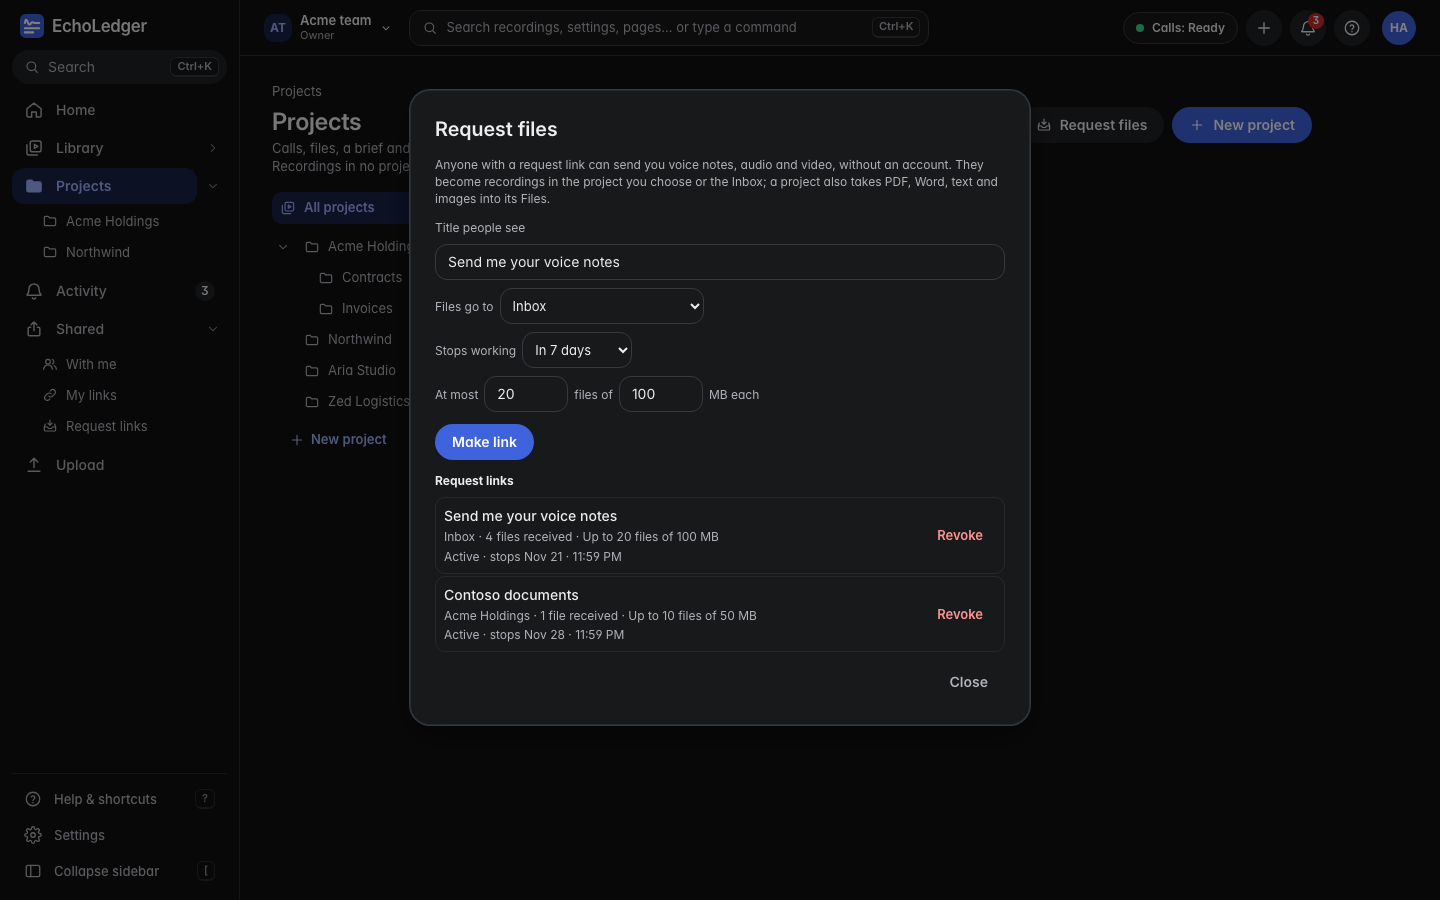 EchoLedger
Search Ctrl+K
Home
Library
Projects
Acme Holdings
Northwind
Activity 3
Shared
With me
My links
Request links
Upload
Help & shortcuts ?
Settings
Collapse sidebar [
AT Acme team
Owner
Search recordings, settings, pages... or type a command Ctrl+K
Calls: Ready
3
HA
Projects
Projects
Calls, files, a brief and
Recordings in no proje
Request files
New project
All projects
Acme Holding
Contracts
Invoices
Northwind
Aria Studio
Zed Logistics
New project
Request files
Anyone with a request link can send you voice notes, audio and video, without an account. They
become recordings in the project you choose or the Inbox; a project also takes PDF, Word, text and
images into its Files.
Title people see
Send me your voice notes
Files go to Inbox
Stops working In 7 days
At most 20 files of 100 MB each
Make link
Request links
Send me your voice notes
Inbox · 4 files received · Up to 20 files of 100 MB
Active · stops Nov 21 · 11:59 PM
Revoke
Contoso documents
Acme Holdings · 1 file received · Up to 10 files of 50 MB
Active · stops Nov 28 · 11:59 PM
Revoke
Close